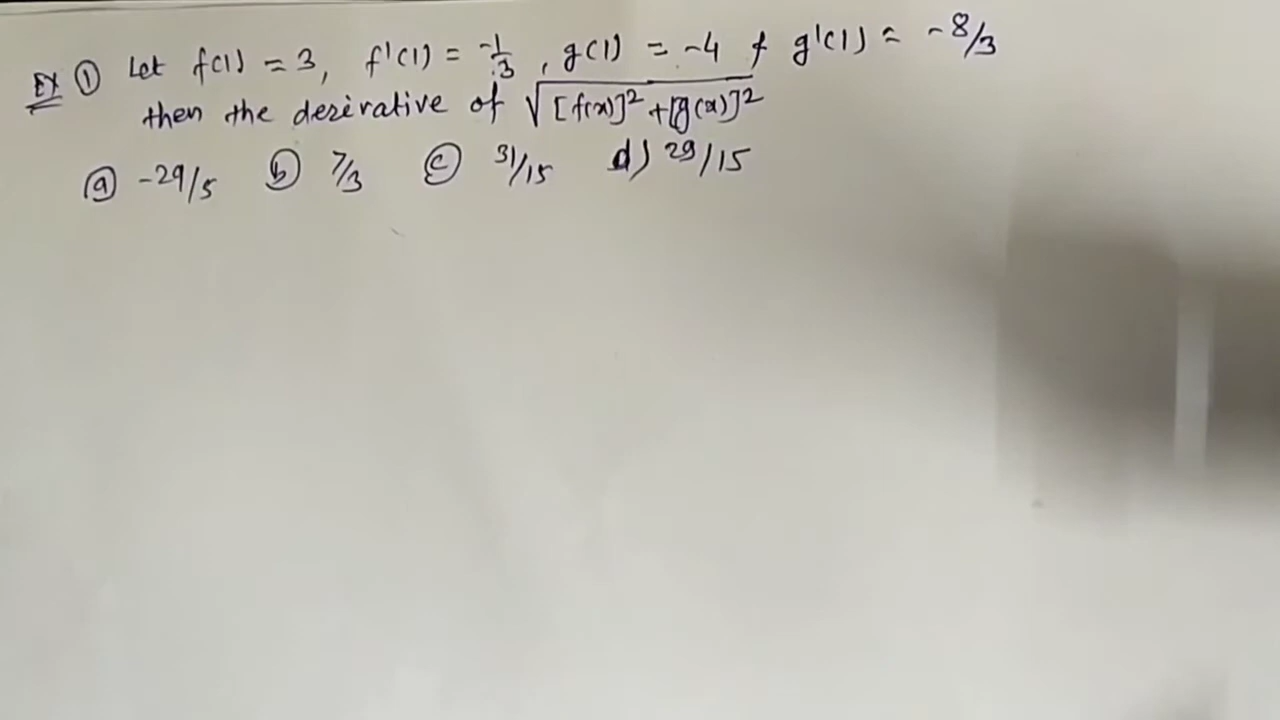 Ex ① Let f(1) = 3, f'(1) = -1/3, g(1) = -4 & g'(1) = -8/3
then the derivative of √[f(x)]² + [g(x)]²
ⓐ -29/5 ⓑ 7/3 ⓒ 31/15 d) 29/15